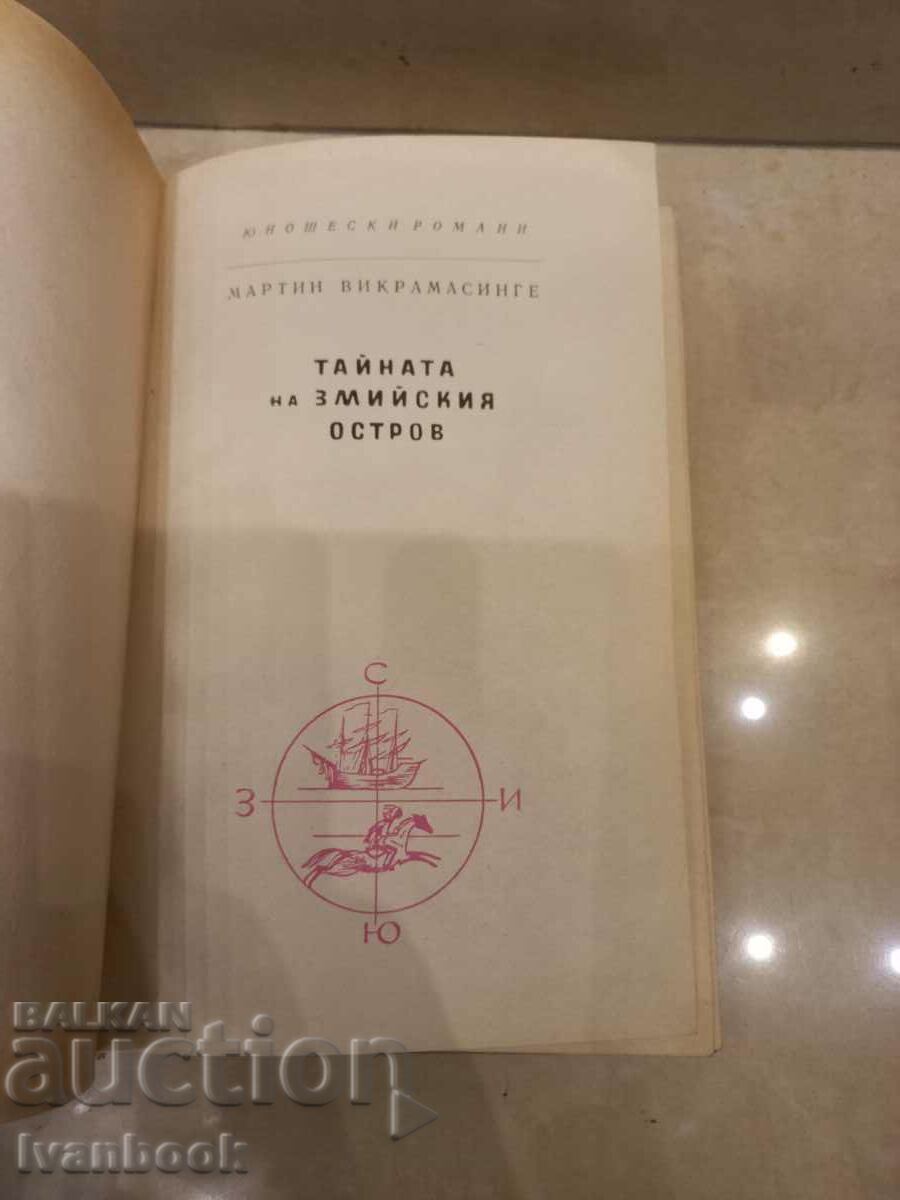 ЮНОШЕСКИ РОМАНИ
МАРТИН ВИКРАМАСИНГЕ
ТАЙНАТА
НА ЗМИЙСКИЯ
ОСТРОВ
С
З И
Ю
BALKAN
auction
Ivanbook